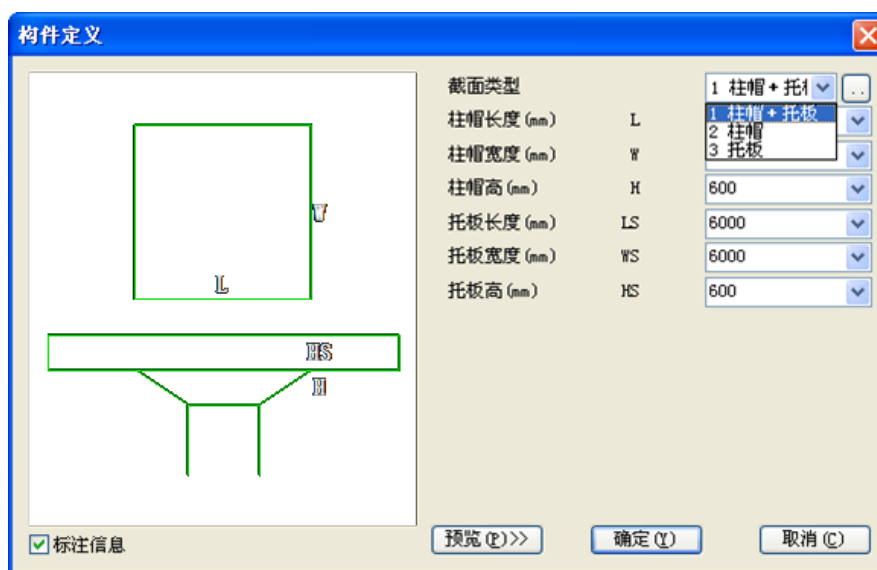 构件定义
截面类型
1 柱帽 + 托
1 柱帽 + 托板
2 柱帽
3 托板
柱帽长度(mm) L
柱帽宽度(mm) W
柱帽高(mm) H 600
托板长度(mm) LS 6000
托板宽度(mm) WS 6000
托板高(mm) HS 600
W
L
HS
H
标注信息
预览(P)>>
确定(Y)
取消(C)